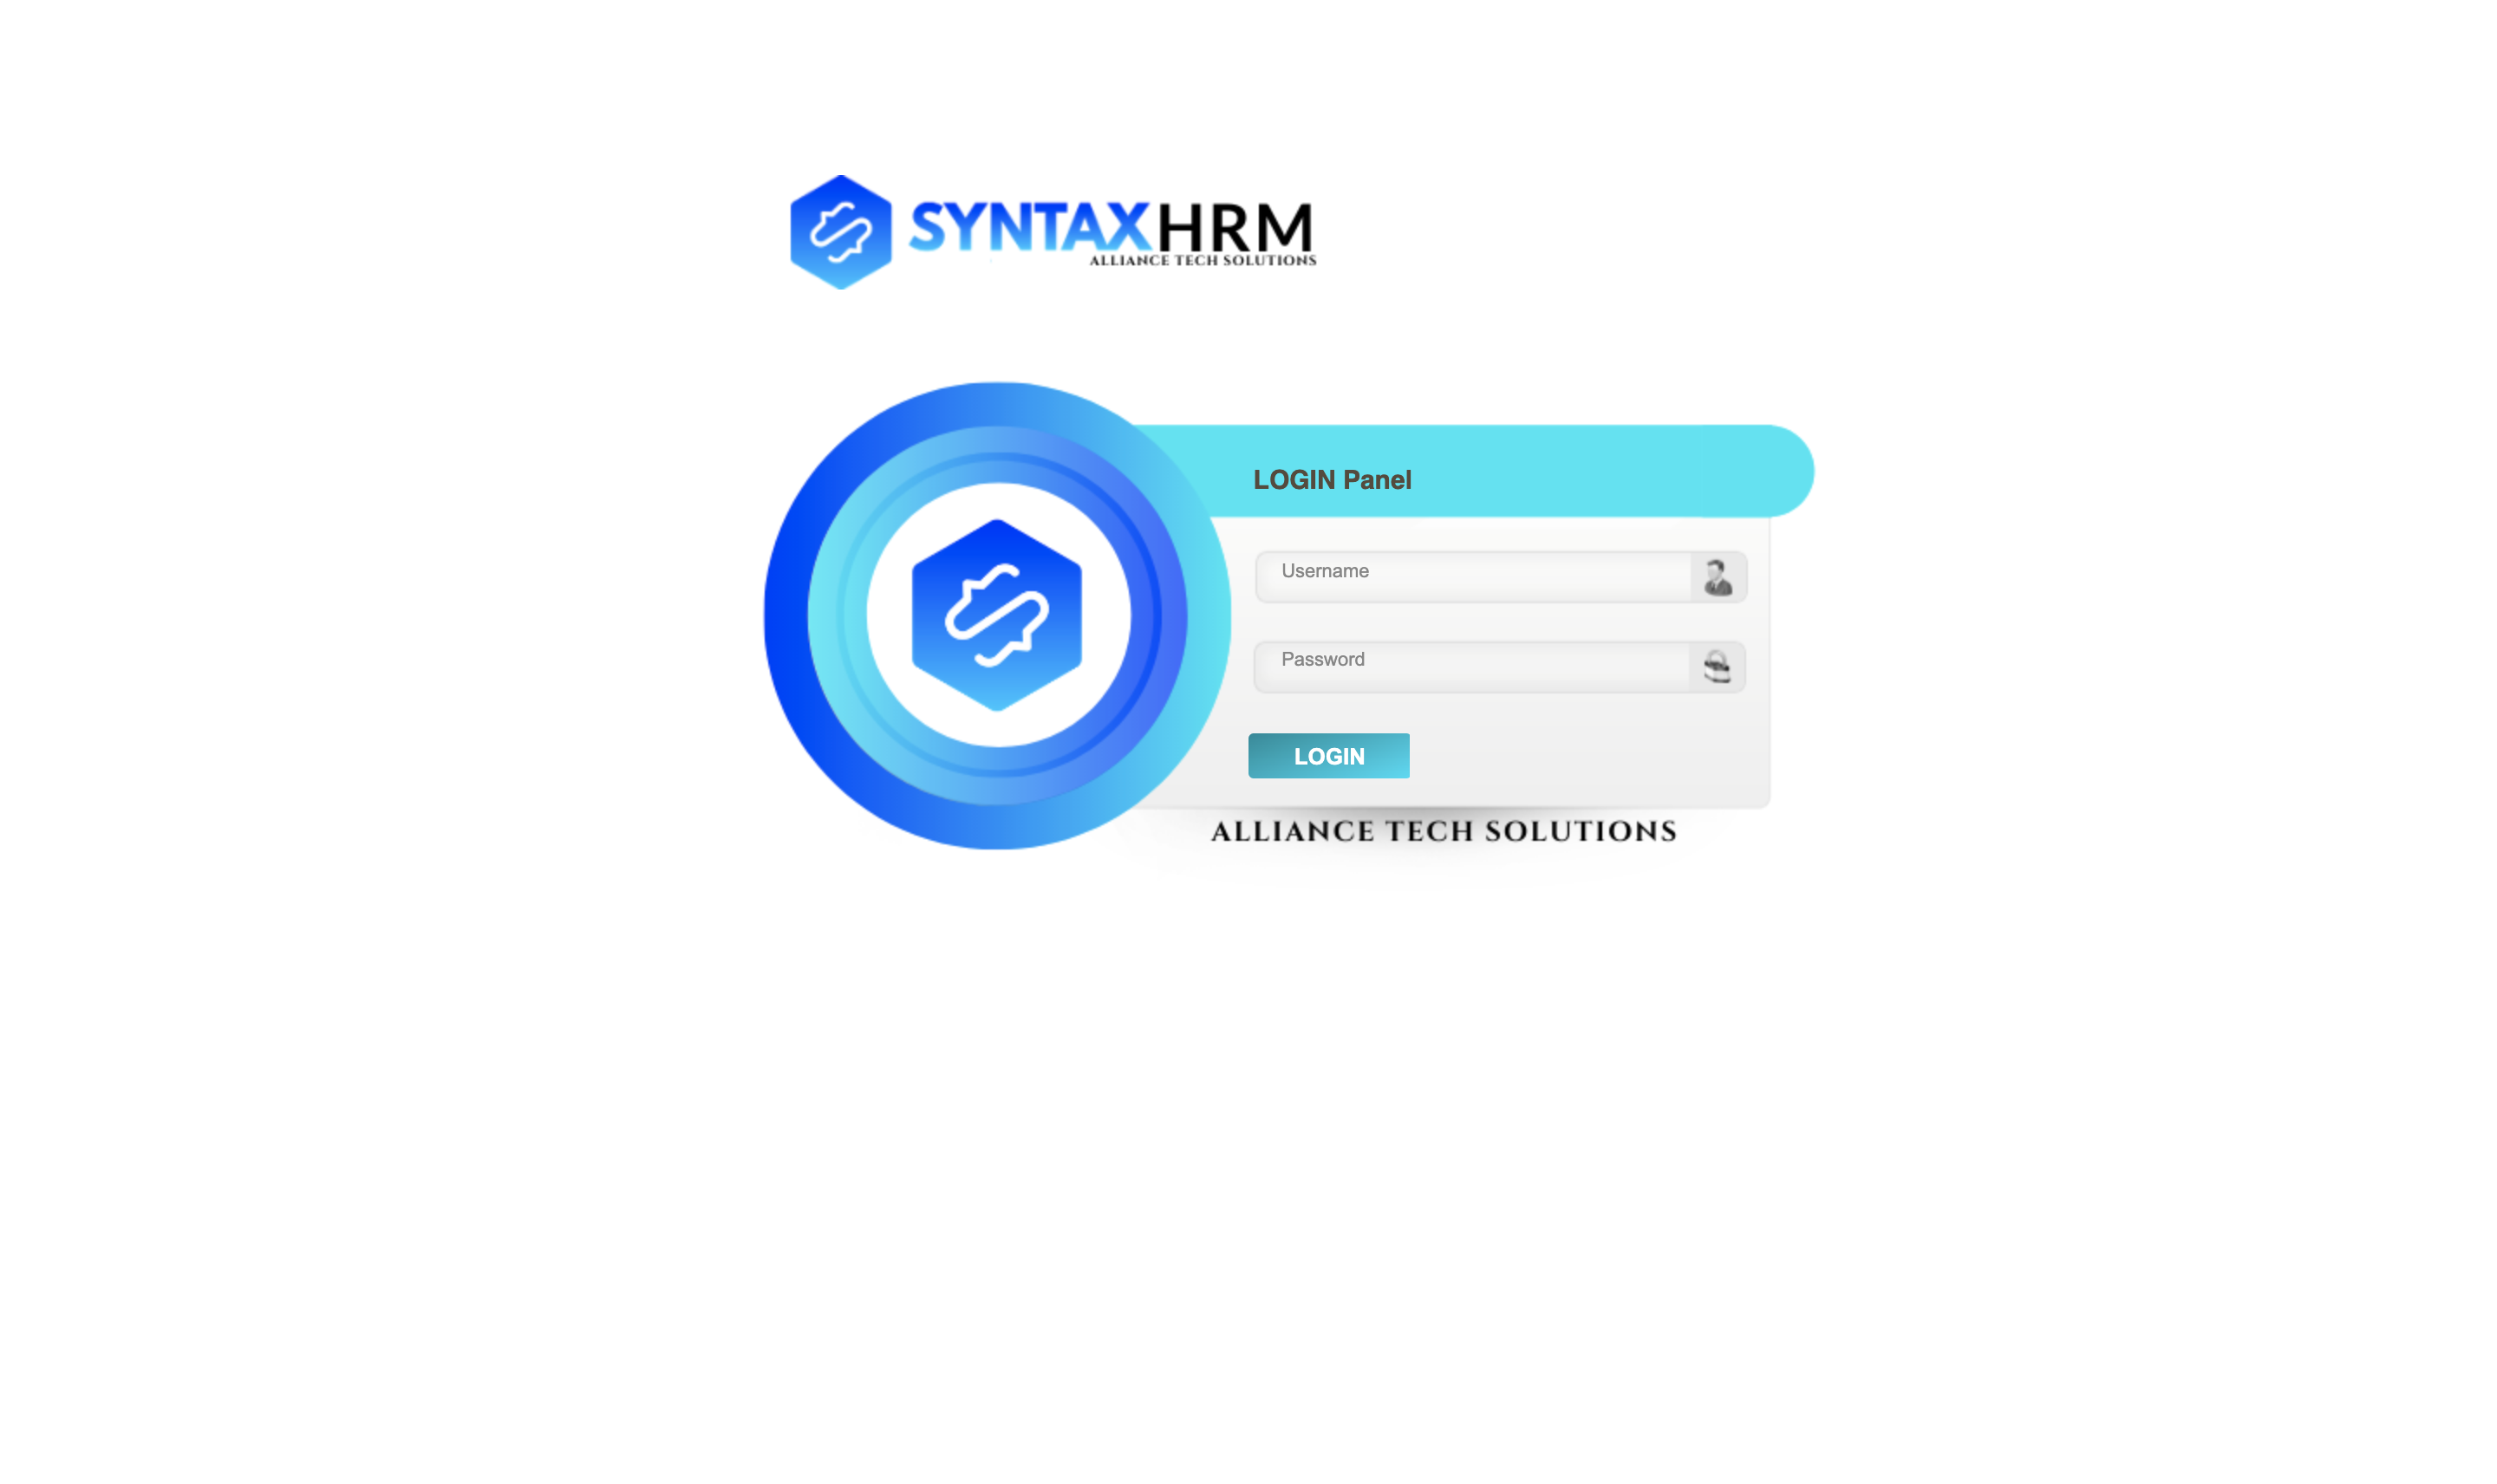 SYNTAXHRM
ALLIANCE TECH SOLUTIONS
LOGIN Panel
Username
Password
LOGIN
ALLIANCE TECH SOLUTIONS